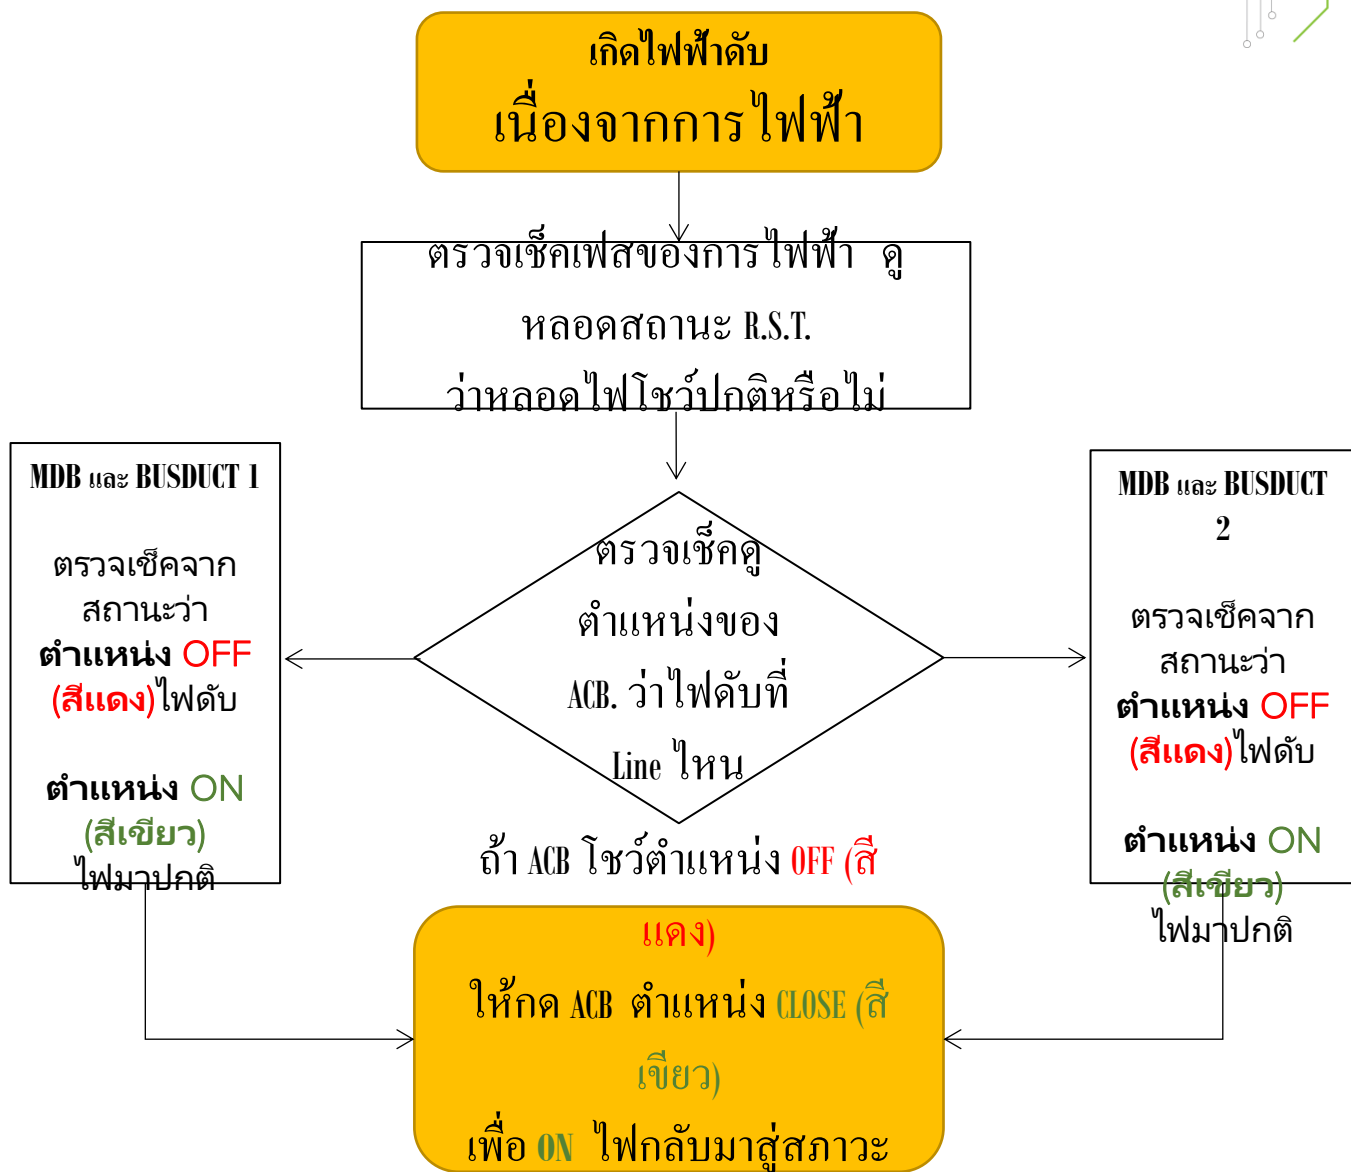 เกิดไฟฟ้าดับ
เนื่องจากการไฟฟ้า
ตรวจเช็คเฟสของการไฟฟ้า ดู
หลอดสถานะ R.S.T.
ว่าหลอดไฟโชว์ปกติหรือไม่
MDB และ BUSDUCT 1
ตรวจเช็คจาก
สถานะว่า
ตำแหน่ง OFF
(สีแดง)ไฟดับ
ตำแหน่ง ON
(สีเขียว)
ไฟมาปกติ
ตรวจเช็คดู
ตำแหน่งของ
ACB. ว่าไฟดับที่
Line ไหน
MDB และ BUSDUCT
2
ตรวจเช็คจาก
สถานะว่า
ตำแหน่ง OFF
(สีแดง)ไฟดับ
ตำแหน่ง ON
(สีเขียว)
ไฟมาปกติ
ถ้า ACB โชว์ตำแหน่ง OFF (สี
แดง)
ให้กด ACB ตำแหน่ง CLOSE (สี
เขียว)
เพื่อ ON ไฟกลับมาสู่สภาวะ